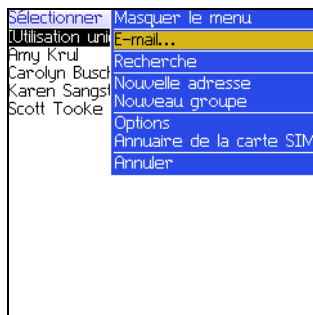 Sélectionner
[Utilisation uni
Amy Krul
Carolyn Busch
Karen Sangst
Scott Tooke
Masquer le menu
E-mail...
Recherche
Nouvelle adresse
Nouveau groupe
Options
Annuaire de la carte SIM
Annuler